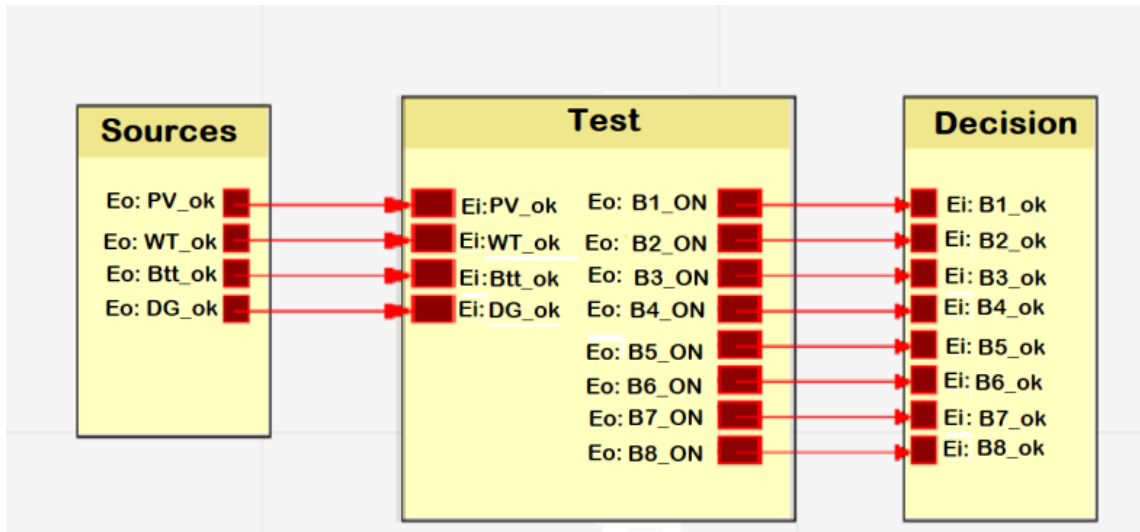 Sources
Eo: PV_ok
Eo: WT_ok
Eo: Btt_ok
Eo: DG_ok
Test
Ei:PV_ok
Ei:WT_ok
Ei:Btt_ok
Ei:DG_ok
Eo: B1_ON
Eo: B2_ON
Eo: B3_ON
Eo: B4_ON
Eo: B5_ON
Eo: B6_ON
Eo: B7_ON
Eo: B8_ON
Decision
Ei: B1_ok
Ei: B2_ok
Ei: B3_ok
Ei: B4_ok
Ei: B5_ok
Ei: B6_ok
Ei: B7_ok
Ei: B8_ok